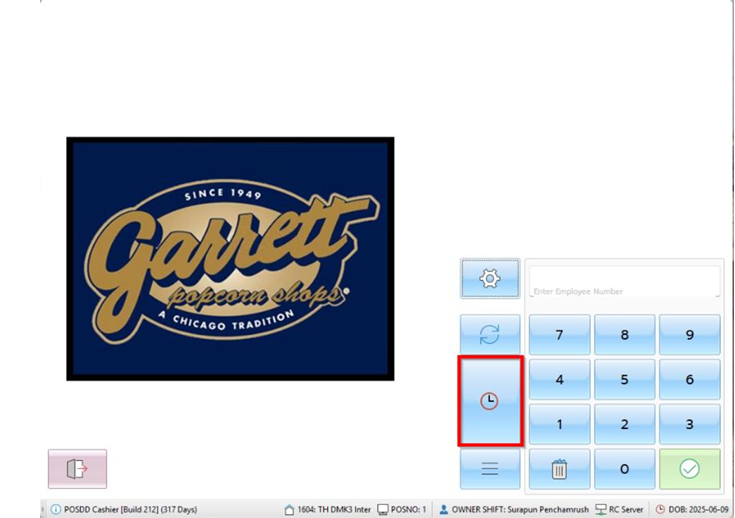 SINCE 1949
Garrett
popcorn shops®
A CHICAGO TRADITION
Enter Employee Number
7 8 9
4 5 6
1 2 3
0
POSDD Cashier [Build 212] (317 Days) 1604: TH DMK3 Inter POSNO: 1 OWNER SHIFT: Surapun Penchamrush RC Server DOB: 2025-06-09